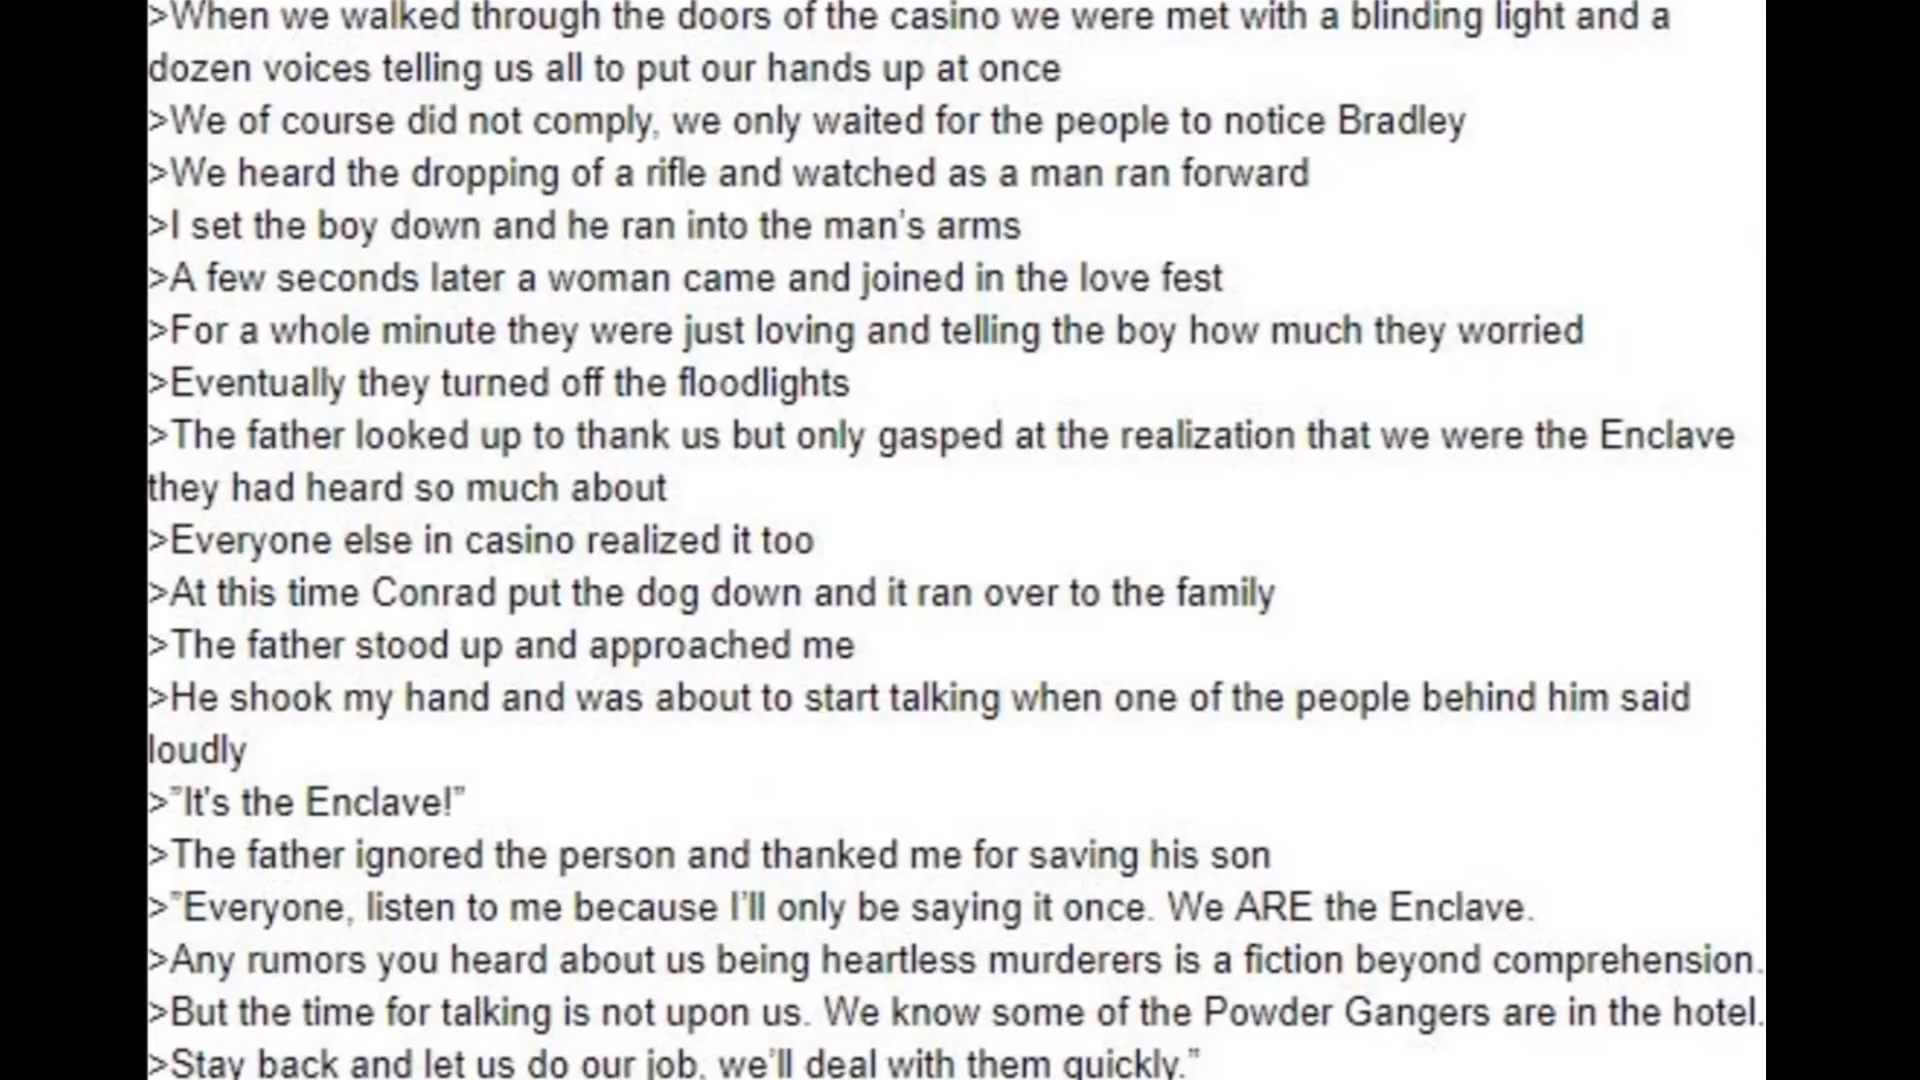 >When we walked through the doors of the casino we were met with a blinding light and a
dozen voices telling us all to put our hands up at once
>We of course did not comply, we only waited for the people to notice Bradley
>We heard the dropping of a rifle and watched as a man ran forward
>I set the boy down and he ran into the man's arms
>A few seconds later a woman came and joined in the love fest
>For a whole minute they were just loving and telling the boy how much they worried
>Eventually they turned off the floodlights
>The father looked up to thank us but only gasped at the realization that we were the Enclave
they had heard so much about
>Everyone else in casino realized it too
>At this time Conrad put the dog down and it ran over to the family
>The father stood up and approached me
>He shook my hand and was about to start talking when one of the people behind him said
loudly
>”It's the Enclave!”
>The father ignored the person and thanked me for saving his son
>”Everyone, listen to me because I’ll only be saying it once. We ARE the Enclave.
>Any rumors you heard about us being heartless murderers is a fiction beyond comprehension.
>But the time for talking is not upon us. We know some of the Powder Gangers are in the hotel.
>Stay back and let us do our job, we’ll deal with them quickly.”